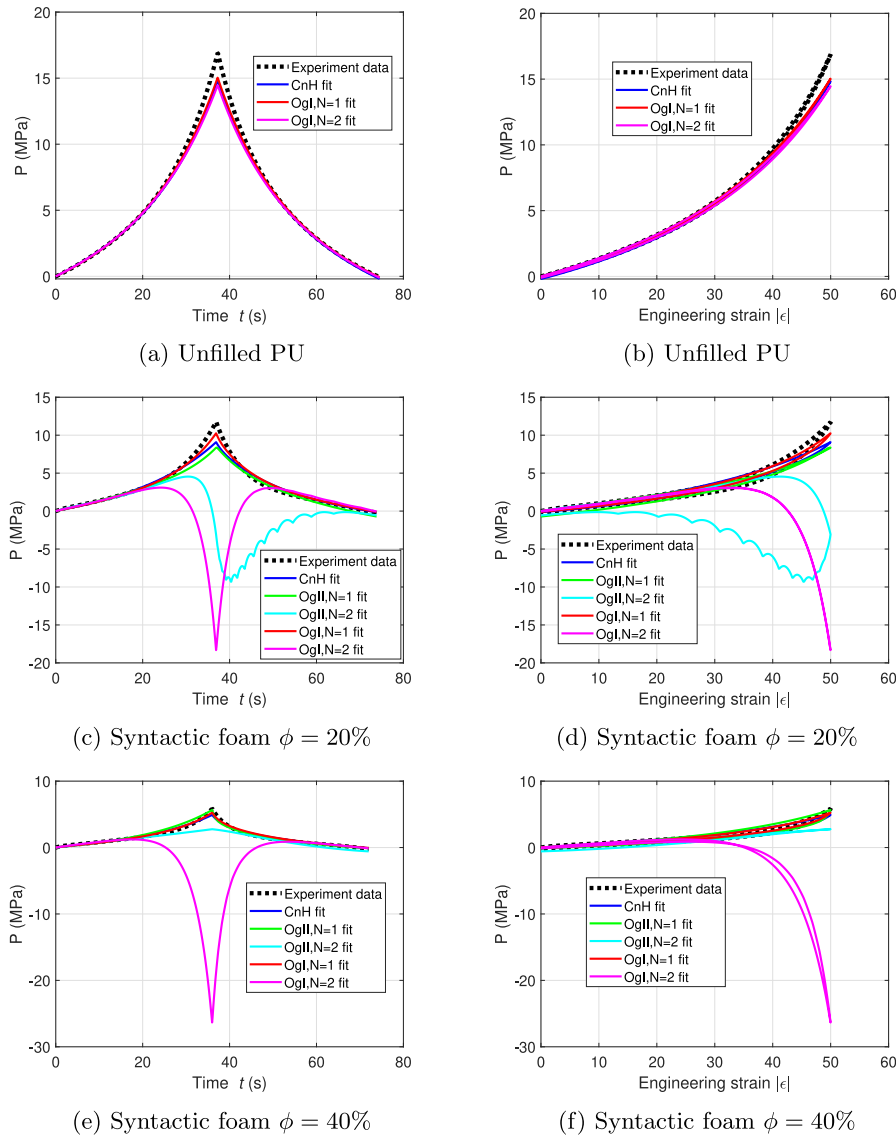 20
15
10
5
0
P (MPa)
Experiment data
CnH fit
OgI,N=1 fit
OgI,N=2 fit
0 20 40 60 80
Time t (s)
(a) Unfilled PU
20
15
10
5
0
P (MPa)
Experiment data
CnH fit
OgI,N=1 fit
OgI,N=2 fit
0 10 20 30 40 50 60
Engineering strain |ϵ|
(b) Unfilled PU
15
10
5
0
-5
-10
-15
-20
P (MPa)
Experiment data
CnH fit
OgII,N=1 fit
OgII,N=2 fit
OgI,N=1 fit
OgI,N=2 fit
0 20 40 60 80
Time t (s)
(c) Syntactic foam ϕ = 20%
15
10
5
0
-5
-10
-15
-20
P (MPa)
Experiment data
CnH fit
OgII,N=1 fit
OgII,N=2 fit
OgI,N=1 fit
OgI,N=2 fit
0 10 20 30 40 50 60
Engineering strain |ϵ|
(d) Syntactic foam ϕ = 20%
10
0
-10
-20
-30
P (MPa)
Experiment data
CnH fit
OgII,N=1 fit
OgII,N=2 fit
OgI,N=1 fit
OgI,N=2 fit
0 20 40 60 80
Time t (s)
(e) Syntactic foam ϕ = 40%
10
0
-10
-20
-30
P (MPa)
Experiment data
CnH fit
OgII,N=1 fit
OgII,N=2 fit
OgI,N=1 fit
OgI,N=2 fit
0 10 20 30 40 50 60
Engineering strain |ϵ|
(f) Syntactic foam ϕ = 40%